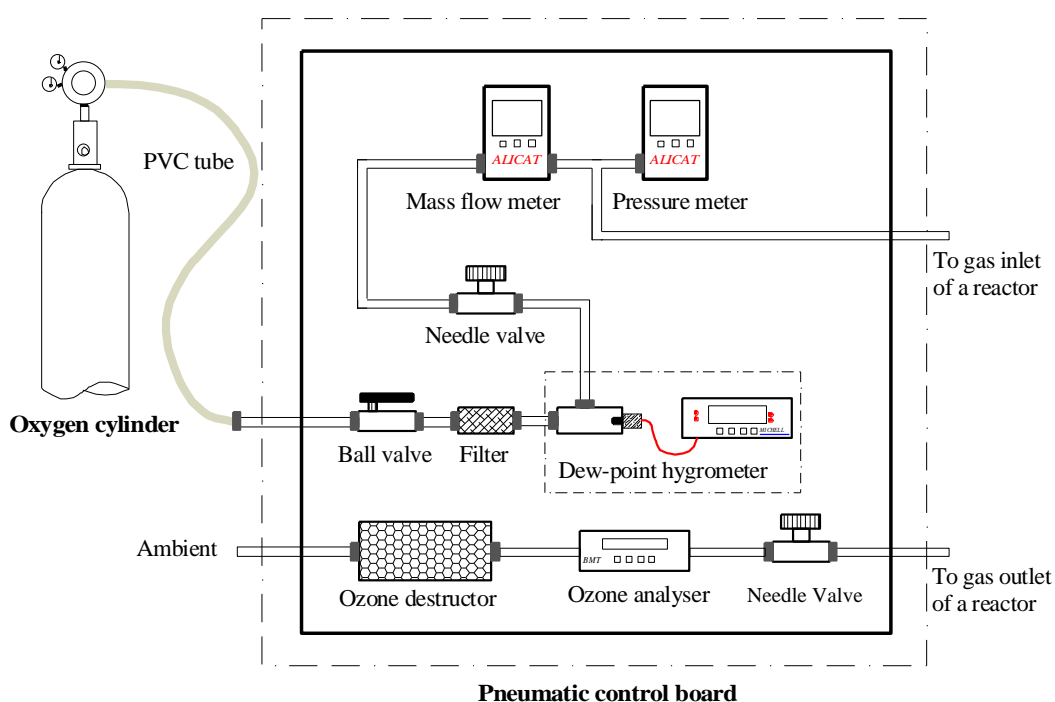 PVC tube
ALICAT
ALICAT
Mass flow meter
Pressure meter
To gas inlet
of a reactor
Needle valve
Oxygen cylinder
Ball valve
Filter
MICHELL
Dew-point hygrometer
Ambient
BMT
Ozone destructor
Ozone analyser
Needle Valve
To gas outlet
of a reactor
Pneumatic control board